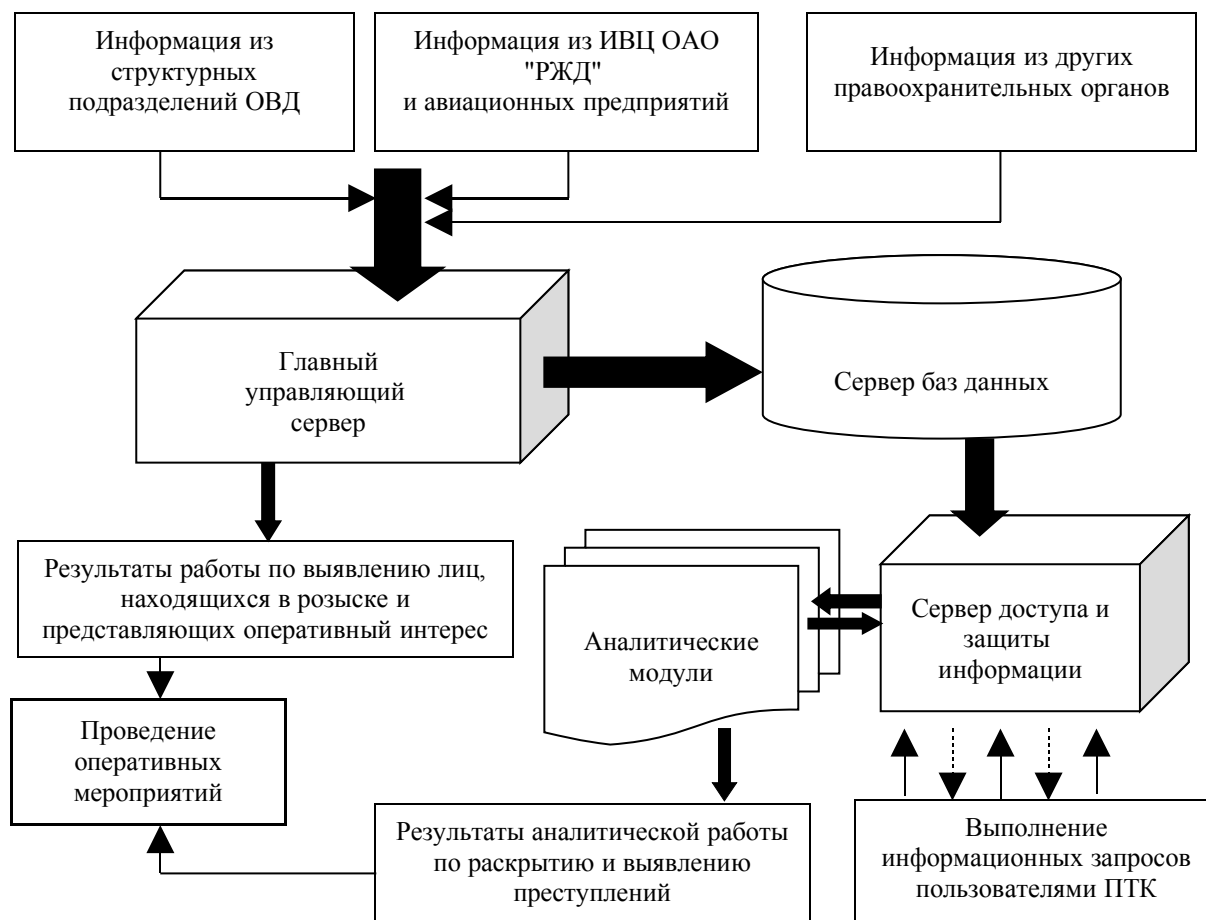 Информация из
структурных
подразделений ОВД
Информация из ИВЦ ОАО
"РЖД"
и авиационных предприятий
Информация из других
правоохранительных органов
Главный
управляющий
сервер
Сервер баз данных
Результаты работы по выявлению лиц,
находящихся в розыске и
представляющих оперативный интерес
Аналитические
модули
Сервер доступа и
защиты
информации
Проведение
оперативных
мероприятий
Результаты аналитической работы
по раскрытию и выявлению
преступлений
Выполнение
информационных запросов
пользователями ПТК